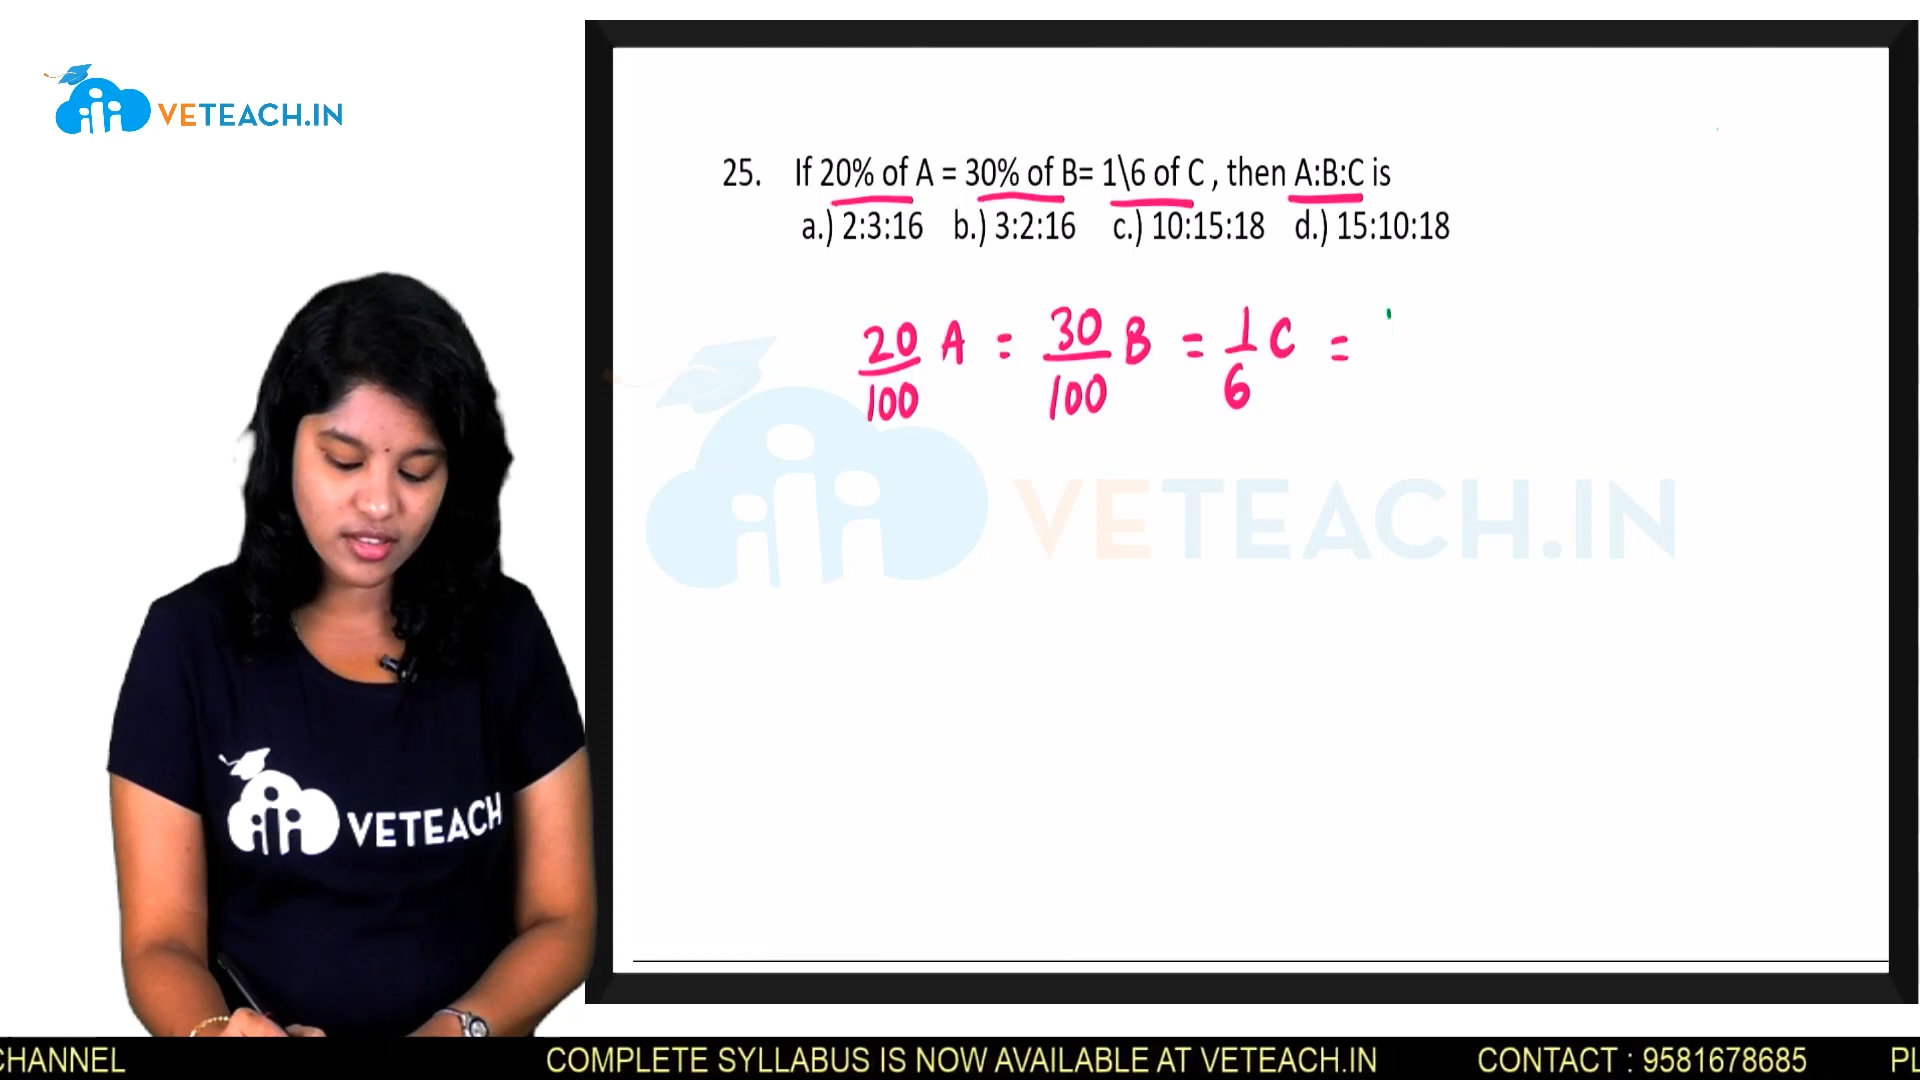 VETEACH.IN
25. If 20% of A = 30% of B= 1\6 of C , then A:B:C is
a.) 2:3:16 b.) 3:2:16 c.) 10:15:18 d.) 15:10:18
20/100 A = 30/100 B = 1/6 C =
VETEACH.IN
VETEACH
CHANNEL COMPLETE SYLLABUS IS NOW AVAILABLE AT VETEACH.IN CONTACT : 9581678685 PL